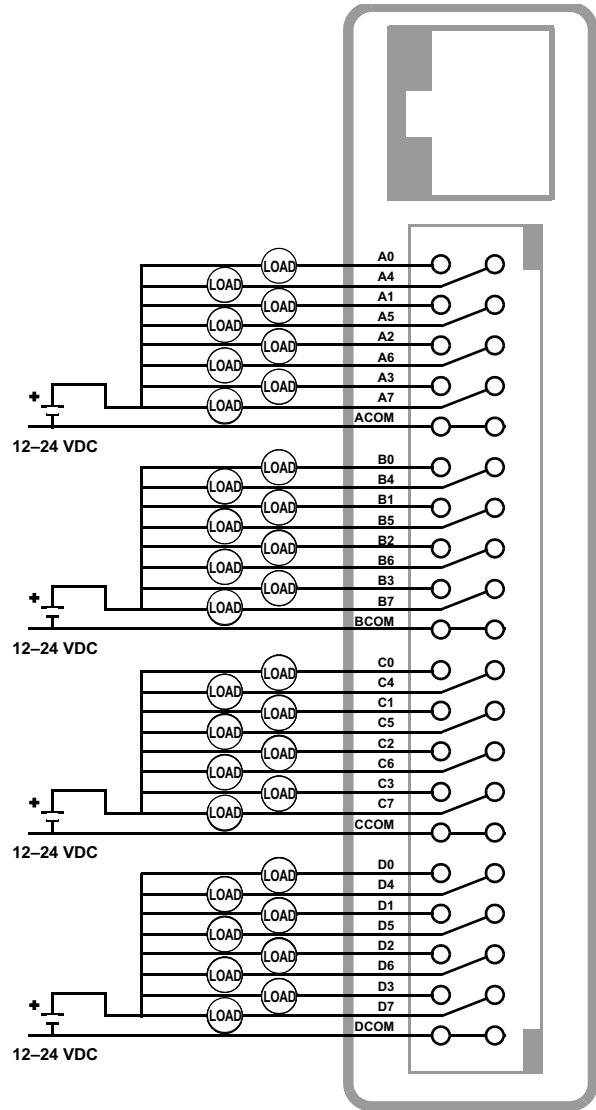 LOAD A0
LOAD A4
LOAD A1
LOAD A5
LOAD A2
LOAD A6
LOAD A3
+ LOAD A7
ACOM
12–24 VDC
LOAD B0
LOAD B4
LOAD B1
LOAD B5
LOAD B2
LOAD B6
LOAD B3
+ LOAD B7
BCOM
12–24 VDC
LOAD C0
LOAD C4
LOAD C1
LOAD C5
LOAD C2
LOAD C6
LOAD C3
+ LOAD C7
CCOM
12–24 VDC
LOAD D0
LOAD D4
LOAD D1
LOAD D5
LOAD D2
LOAD D6
LOAD D3
+ LOAD D7
DCOM
12–24 VDC